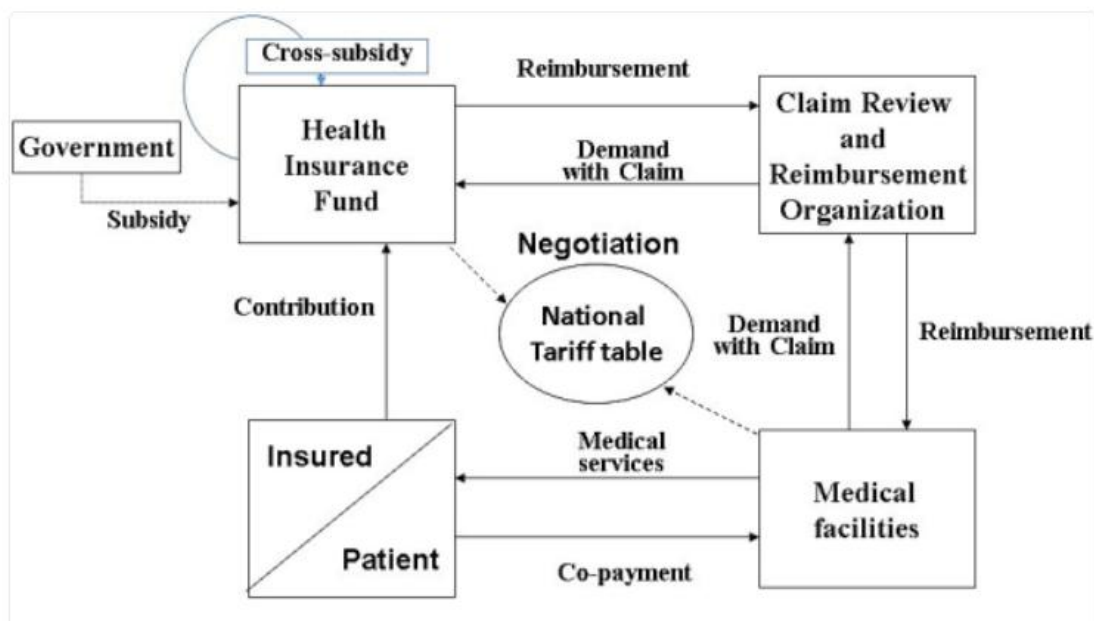 Cross-subsidy
Reimbursement
Government
Health
Insurance
Fund
Claim Review
and
Reimbursement
Organization
Demand
with Claim
Subsidy
Negotiation
Contribution
National
Tariff table
Demand
with Claim
Reimbursement
Insured
Patient
Medical
services
Medical
facilities
Co-payment